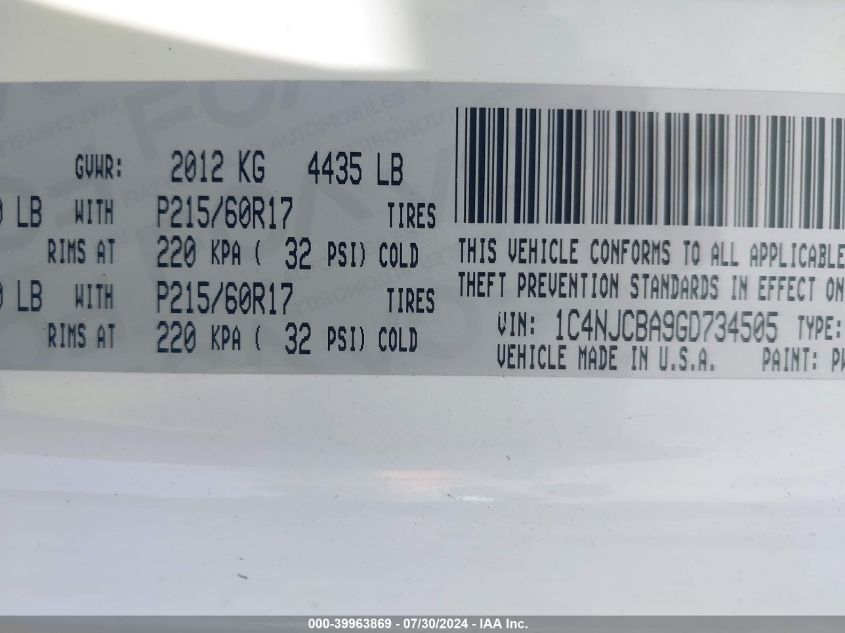 GVWR: 2012 KG 4435 LB
LB WITH P215/60R17 TIRES
RIMS AT 220 KPA ( 32 PSI) COLD
LB WITH P215/60R17 TIRES
RIMS AT 220 KPA ( 32 PSI) COLD
THIS VEHICLE CONFORMS TO ALL APPLICABLE
THEFT PREVENTION STANDARDS IN EFFECT ON
VIN: 1C4NJCBA9GD734505 TYPE:
VEHICLE MADE IN U.S.A. PAINT: PW
000-39963869 / 07/30/2024 - IAA Inc.